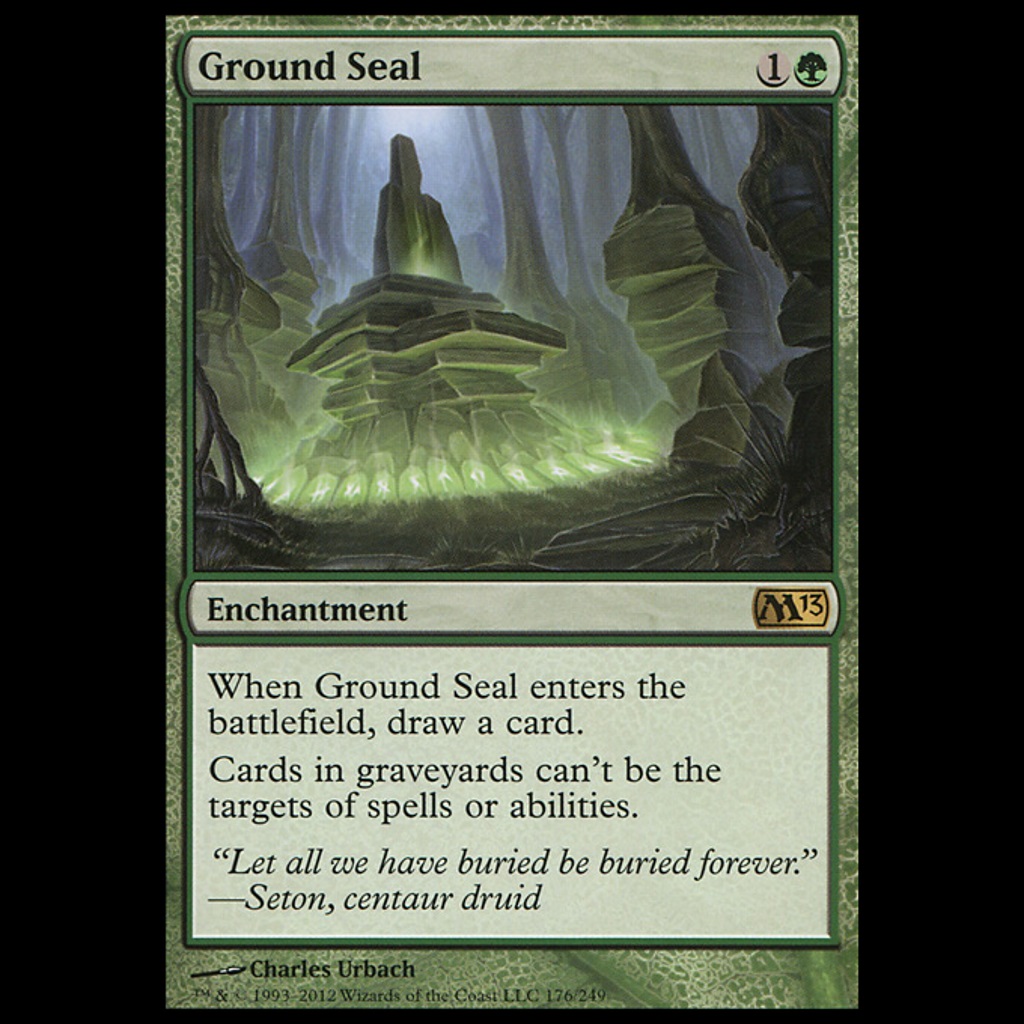 Ground Seal 1
Enchantment M13
When Ground Seal enters the
battlefield, draw a card.
Cards in graveyards can't be the
targets of spells or abilities.
"Let all we have buried be buried forever."
—Seton, centaur druid
Charles Urbach
™ & © 1993–2012 Wizards of the Coast LLC 176/249